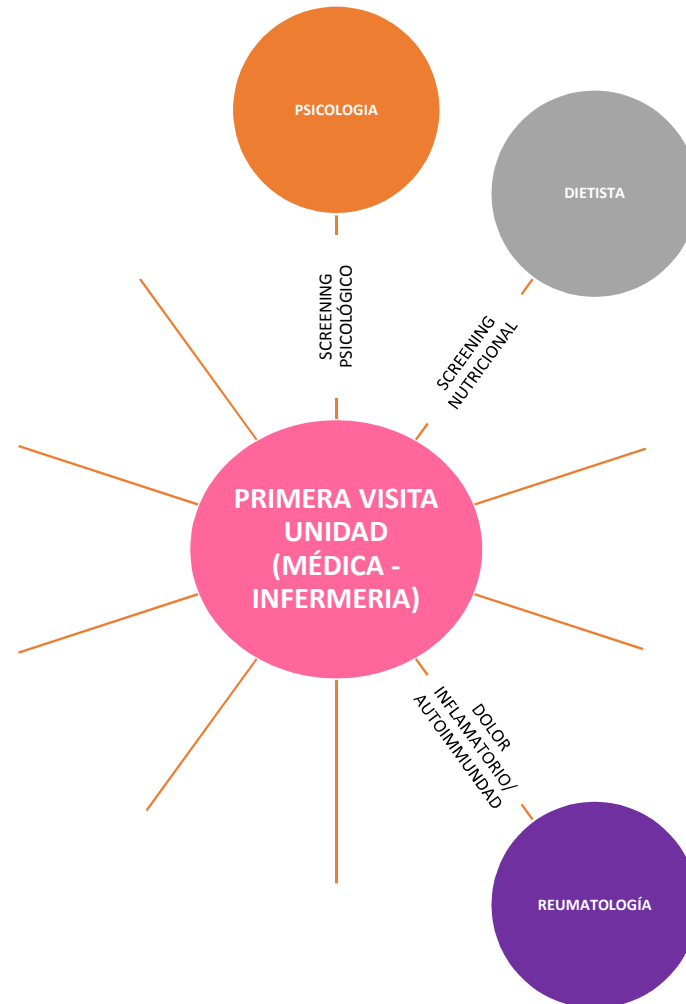 PSICOLOGIA
DIETISTA
SCREENING
PSICOLÓGICO
SCREENING
NUTRICIONAL
PRIMERA VISITA
UNIDAD
(MÉDICA -
INFERMERIA)
DOLOR
INFLAMATORIO/
AUTOIMMUNDAD
REUMATOLOGÍA